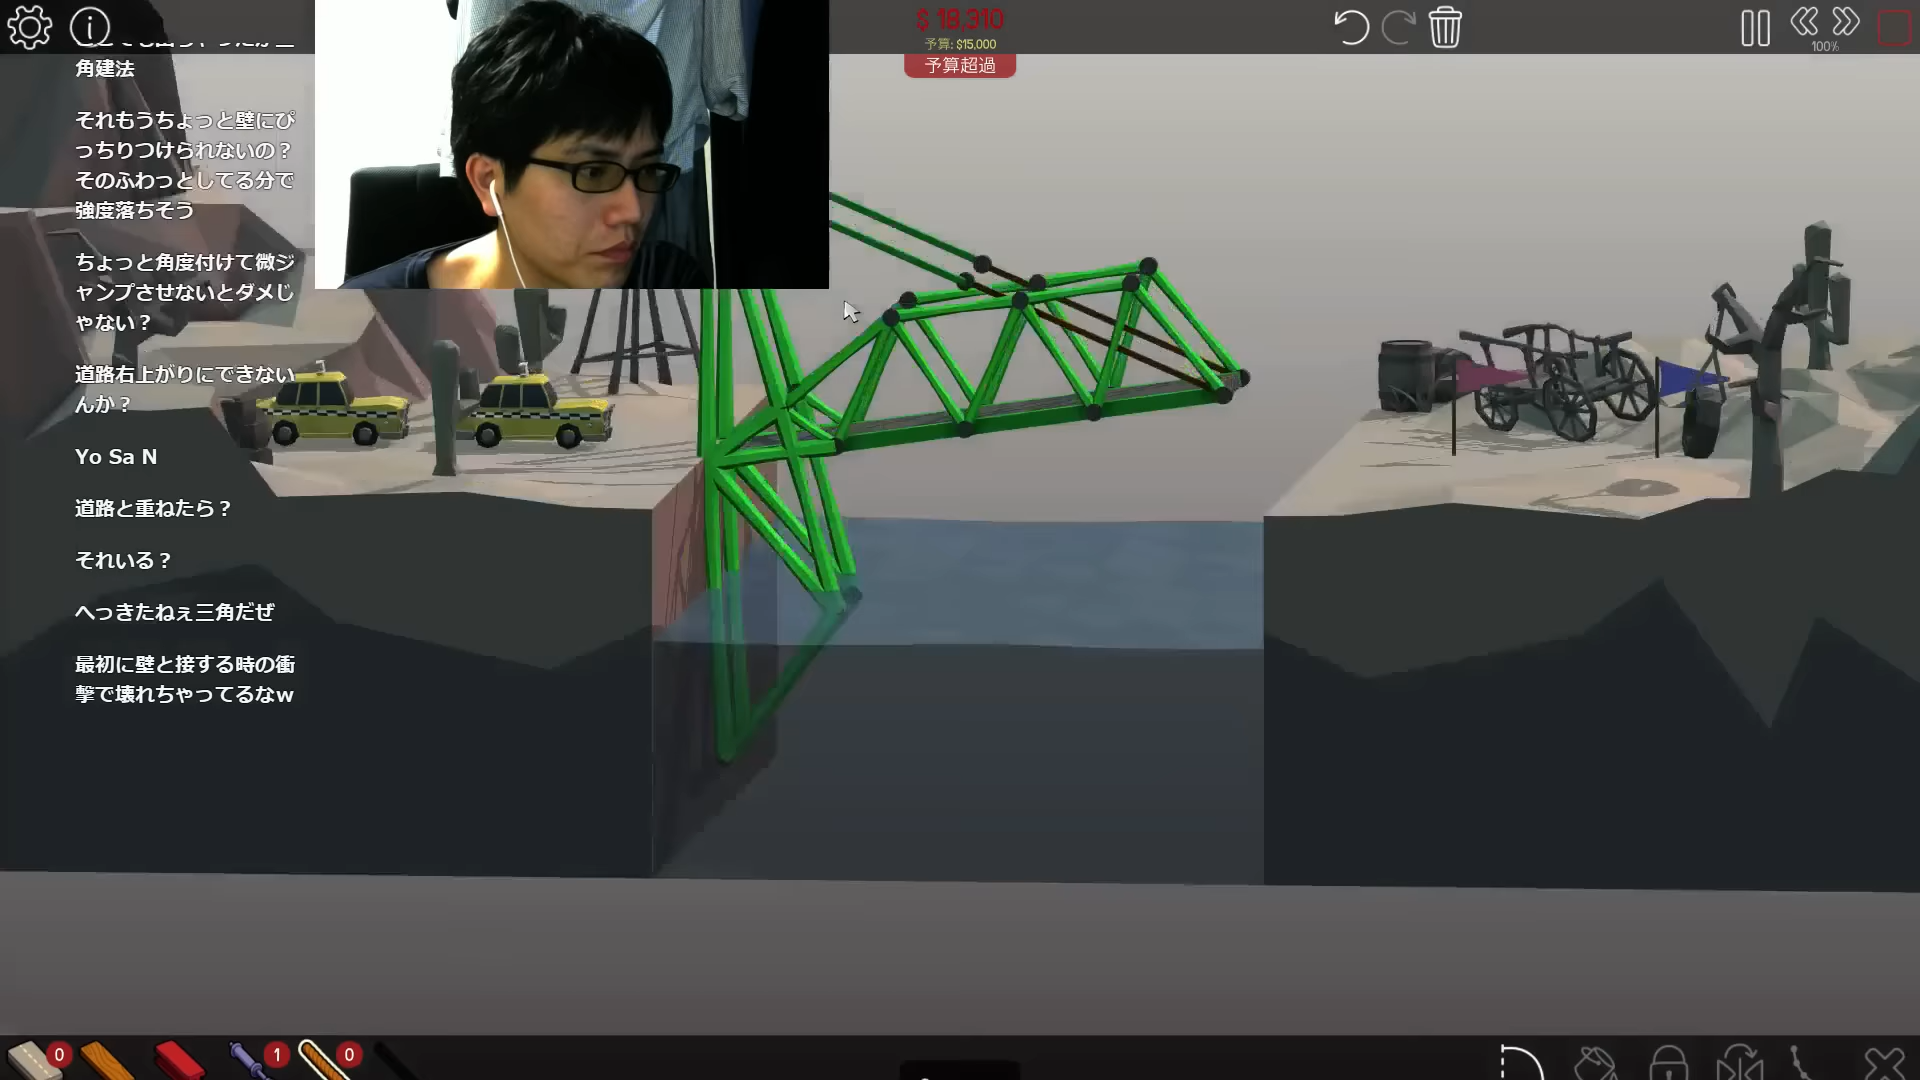 $ 18,310
予算: $15,000
予算超過
100%
角建法
それもうちょっと壁にぴ
っちりつけられないの？
そのふわっとしてる分で
強度落ちそう
ちょっと角度付けて微ジ
ャンプさせないとダメじ
ゃない？
道路右上がりにできない
んか？
Yo Sa N
道路と重ねたら？
それいる？
へっきたねぇ三角だぜ
最初に壁と接する時の衝
撃で壊れちゃってるなw
0
1
0